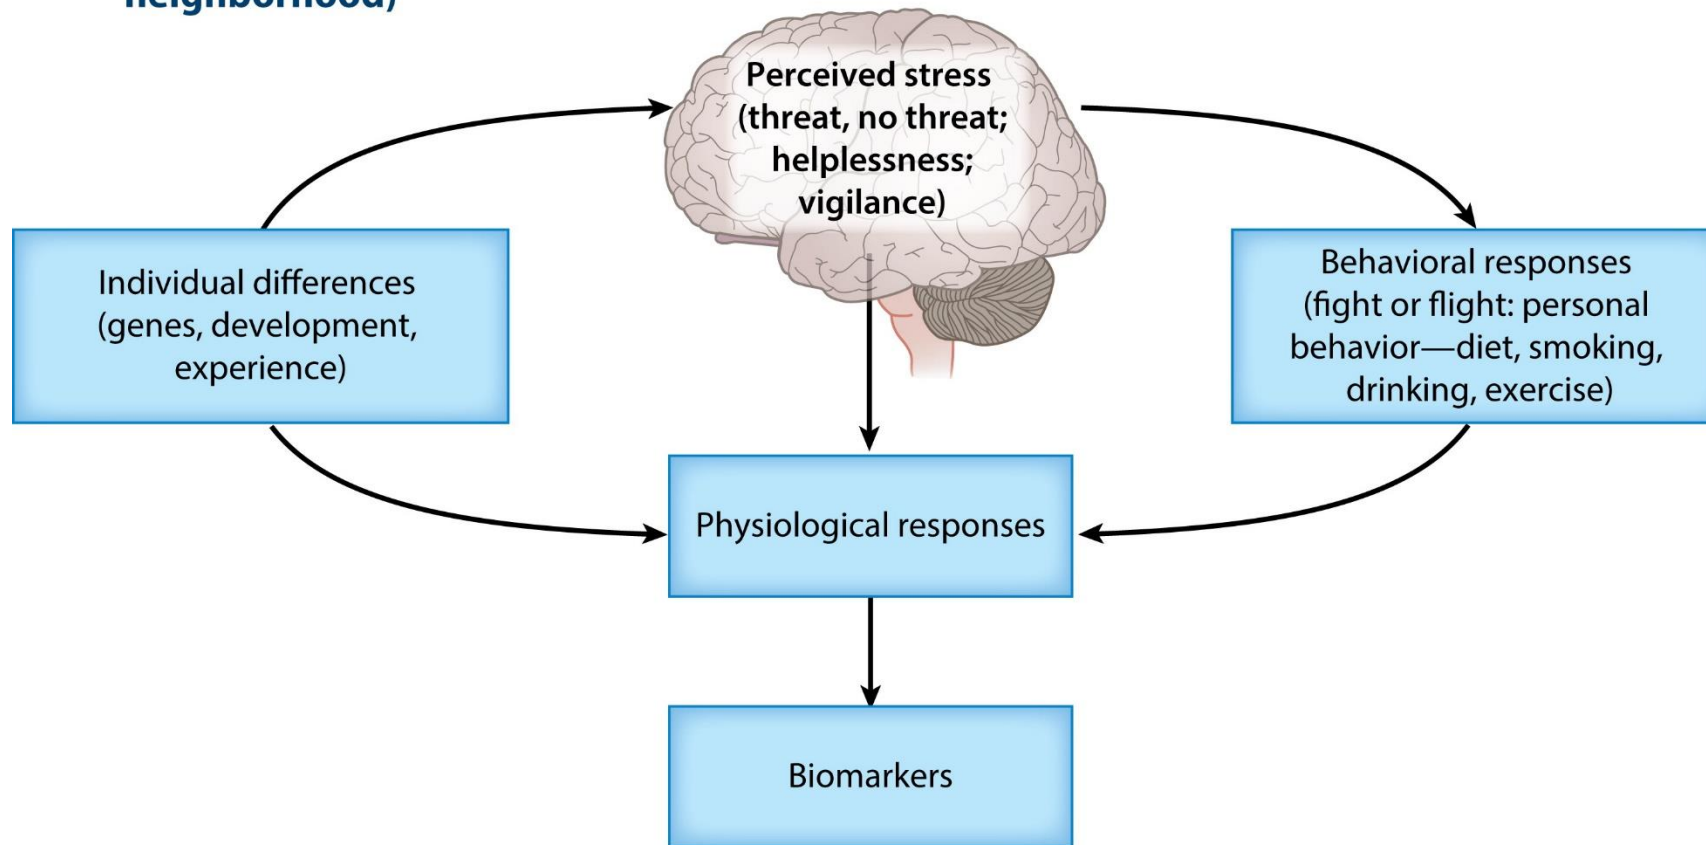 neighborhood)
Perceived stress
(threat, no threat;
helplessness;
vigilance)
Individual differences
(genes, development,
experience)
Behavioral responses
(fight or flight: personal
behavior—diet, smoking,
drinking, exercise)
Physiological responses
Biomarkers